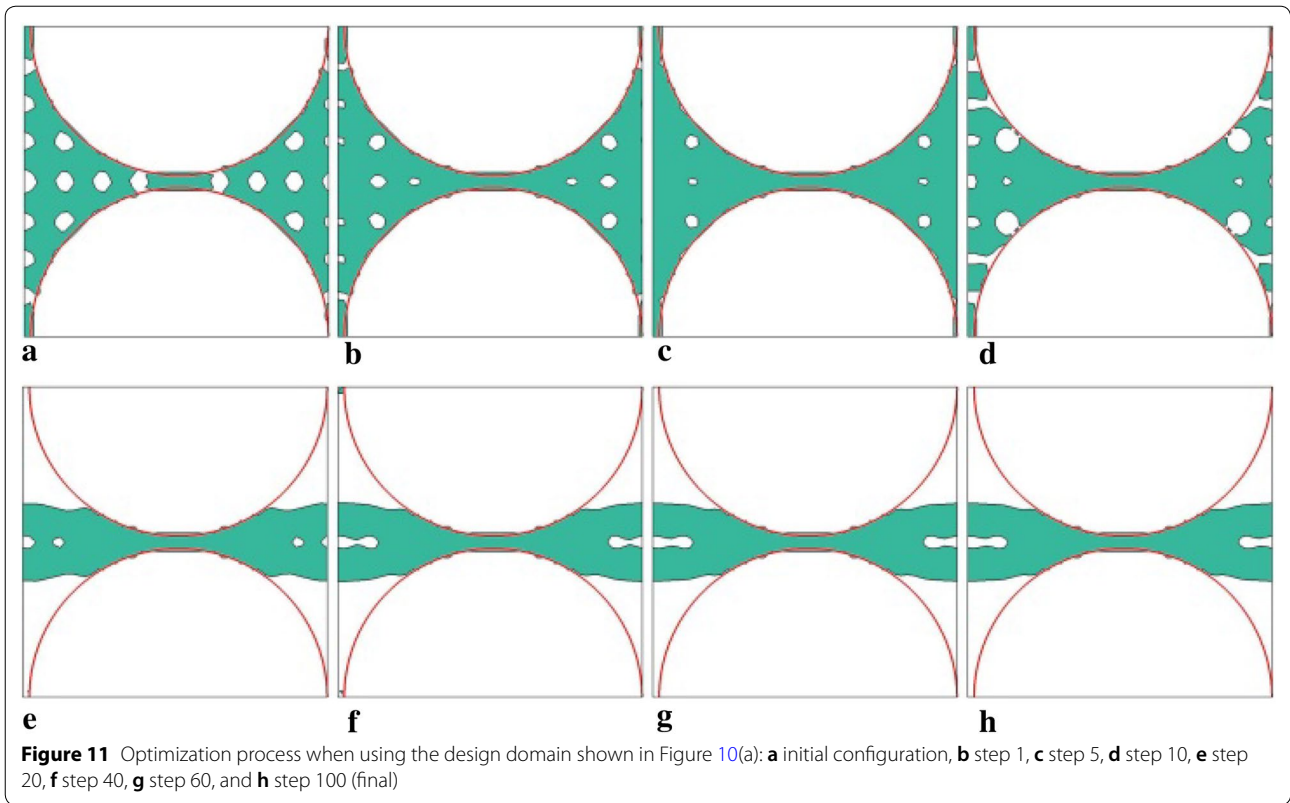 a b c d
e f g h
Figure 11 Optimization process when using the design domain shown in Figure 10(a): a initial configuration, b step 1, c step 5, d step 10, e step
20, f step 40, g step 60, and h step 100 (final)